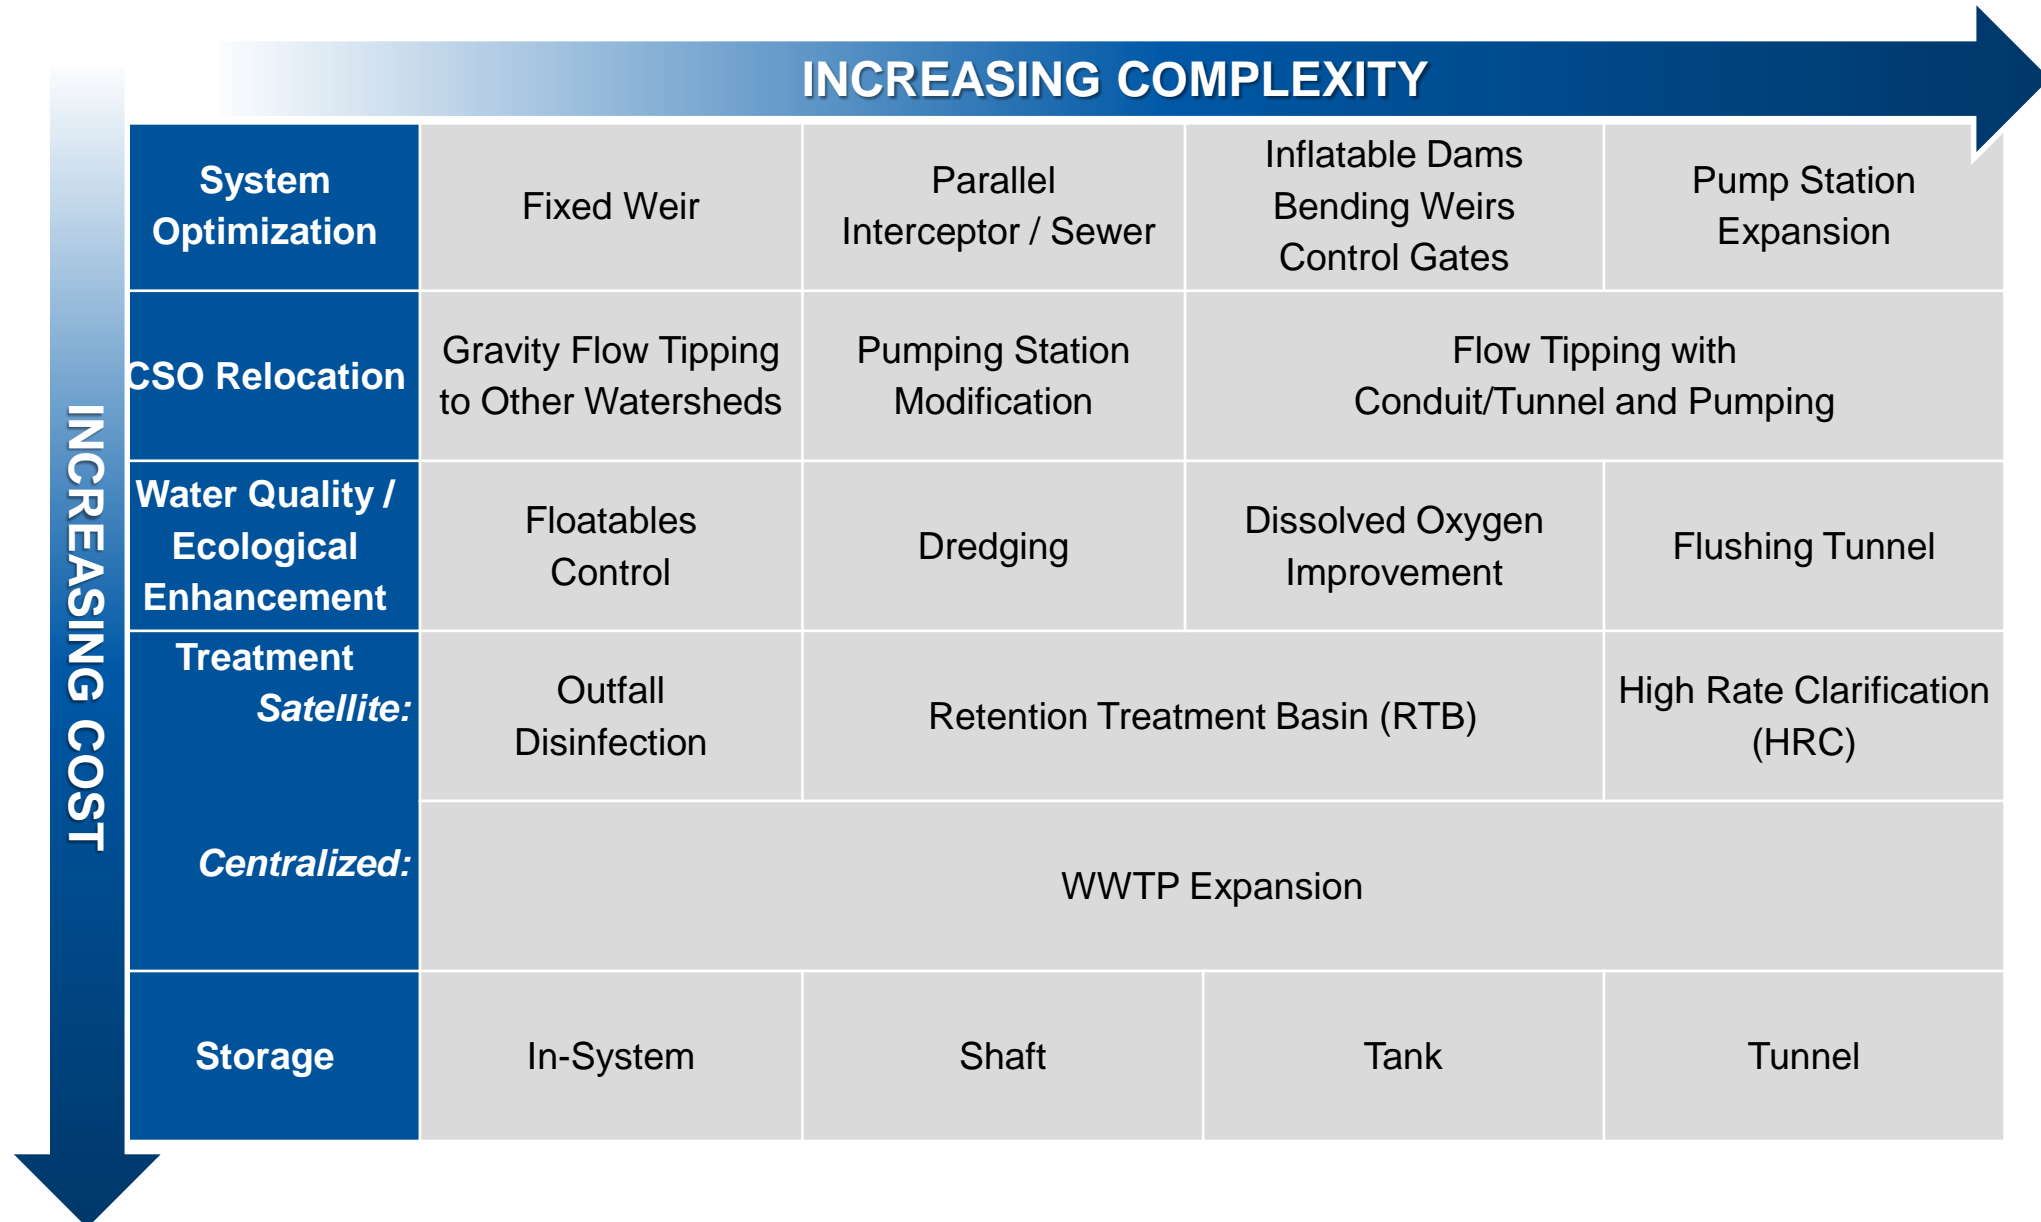 INCREASING COMPLEXITY
INCREASING COST
System
Optimization
Fixed Weir
Parallel
Interceptor / Sewer
Inflatable Dams
Bending Weirs
Control Gates
Pump Station
Expansion
CSO Relocation
Gravity Flow Tipping
to Other Watersheds
Pumping Station
Modification
Flow Tipping with
Conduit/Tunnel and Pumping
Water Quality /
Ecological
Enhancement
Floatables
Control
Dredging
Dissolved Oxygen
Improvement
Flushing Tunnel
Treatment
Satellite:
Outfall
Disinfection
Retention Treatment Basin (RTB)
High Rate Clarification
(HRC)
Centralized:
WWTP Expansion
Storage
In-System
Shaft
Tank
Tunnel